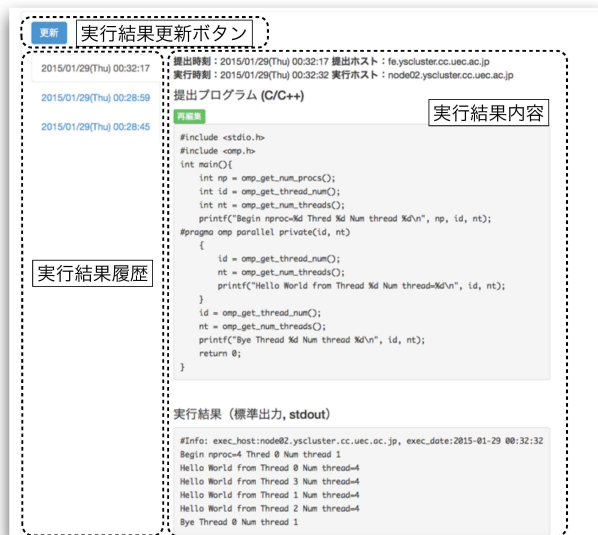 更新
実行結果更新ボタン
2015/01/29(Thu) 00:32:17
2015/01/29(Thu) 00:28:59
2015/01/29(Thu) 00:28:45
実行結果履歴
提出時刻：2015/01/29(Thu) 00:32:17 提出ホスト：fe.yscluster.cc.uec.ac.jp
実行時刻：2015/01/29(Thu) 00:32:32 実行ホスト：node02.yscluster.cc.uec.ac.jp
提出プログラム (C/C++)
実行結果内容
再編集
#include <stdio.h>
#include <omp.h>
int main(){
    int np = omp_get_num_procs();
    int id = omp_get_thread_num();
    int nt = omp_get_num_threads();
    printf("Begin nproc=%d Thred %d Num thread %d\n", np, id, nt);
#pragma omp parallel private(id, nt)
    {
        id = omp_get_thread_num();
        nt = omp_get_num_threads();
        printf("Hello World from Thread %d Num thread=%d\n", id, nt);
    }
    id = omp_get_thread_num();
    nt = omp_get_num_threads();
    printf("Bye Thread %d Num thread %d\n", id, nt);
    return 0;
}
実行結果（標準出力, stdout）
#Info: exec_host:node02.yscluster.cc.uec.ac.jp, exec_date:2015-01-29 00:32:32
Begin nproc=4 Thred 0 Num thread 1
Hello World from Thread 0 Num thread=4
Hello World from Thread 3 Num thread=4
Hello World from Thread 1 Num thread=4
Hello World from Thread 2 Num thread=4
Bye Thread 0 Num thread 1